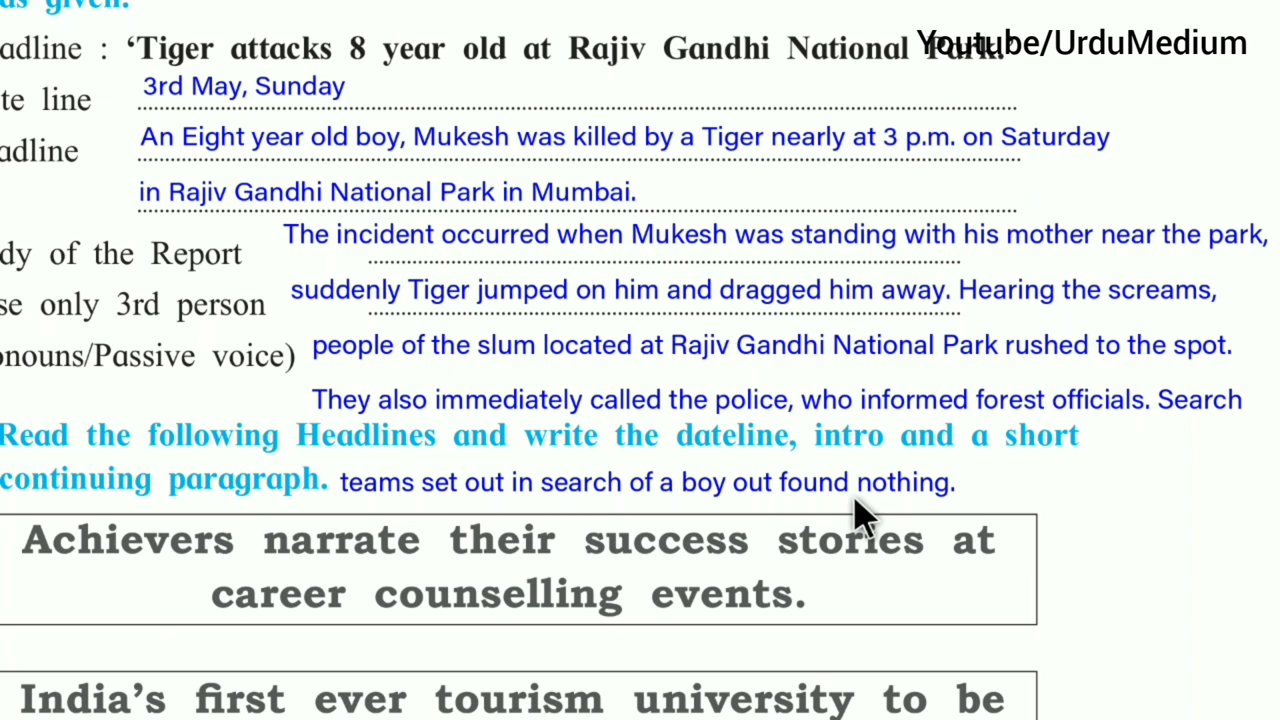 as given.
adline : ‘Tiger attacks 8 year old at Rajiv Gandhi National Park.’
Youtube/UrduMedium
3rd May, Sunday
te line
An Eight year old boy, Mukesh was killed by a Tiger nearly at 3 p.m. on Saturday
adline
in Rajiv Gandhi National Park in Mumbai.
The incident occurred when Mukesh was standing with his mother near the park,
dy of the Report
suddenly Tiger jumped on him and dragged him away. Hearing the screams,
se only 3rd person
people of the slum located at Rajiv Gandhi National Park rushed to the spot.
onouns/Passive voice)
They also immediately called the police, who informed forest officials. Search
Read the following Headlines and write the dateline, intro and a short
continuing paragraph. teams set out in search of a boy out found nothing.
Achievers narrate their success stories at
career counselling events.
India’s first ever tourism university to be